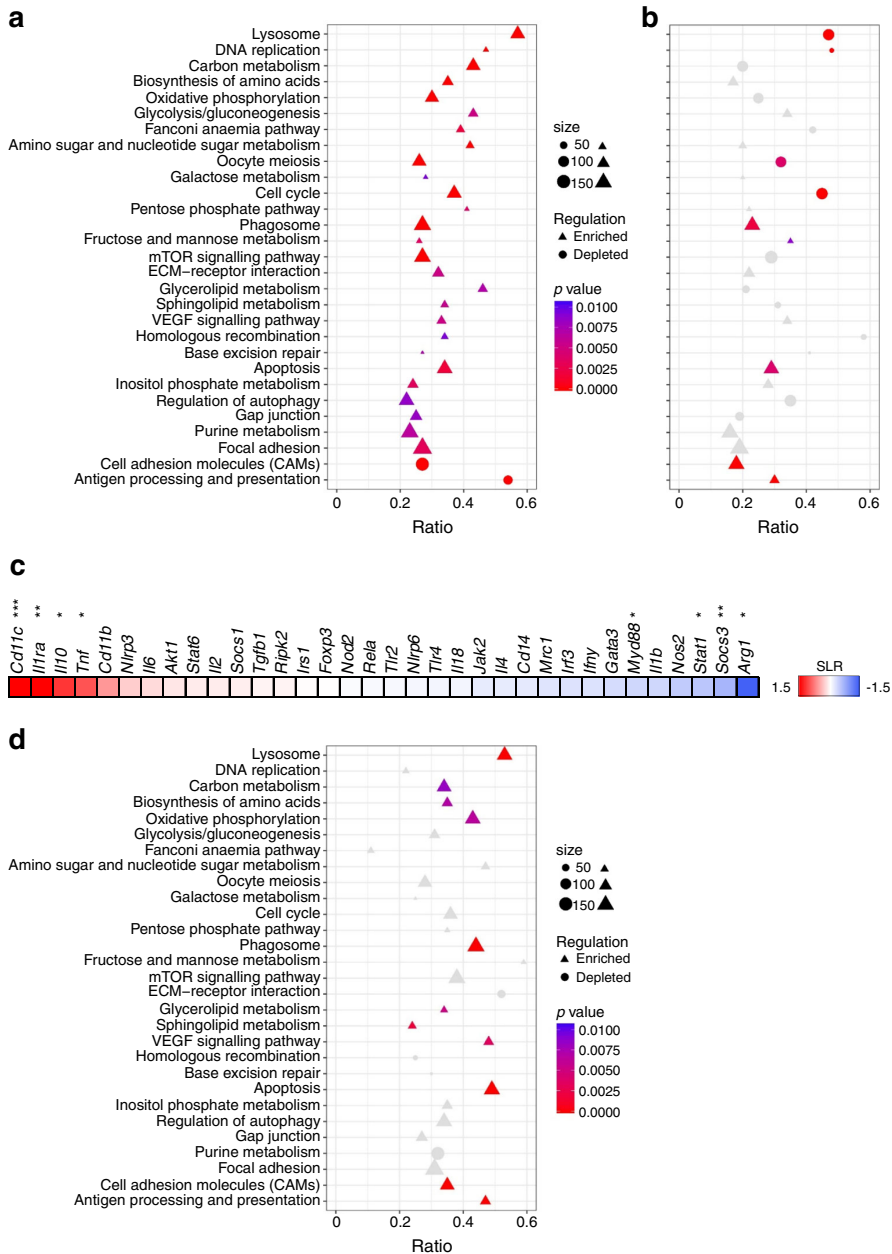 a
b
Lysosome
DNA replication
Carbon metabolism
Biosynthesis of amino acids
Oxidative phosphorylation
Glycolysis/gluconeogenesis
Fanconi anaemia pathway
Amino sugar and nucleotide sugar metabolism
Oocyte meiosis
Galactose metabolism
Cell cycle
Pentose phosphate pathway
Phagosome
Fructose and mannose metabolism
mTOR signalling pathway
ECM−receptor interaction
Glycerolipid metabolism
Sphingolipid metabolism
VEGF signalling pathway
Homologous recombination
Base excision repair
Apoptosis
Inositol phosphate metabolism
Regulation of autophagy
Gap junction
Purine metabolism
Focal adhesion
Cell adhesion molecules (CAMs)
Antigen processing and presentation
0 0.2 0.4 0.6
Ratio
size
50
100
150
Regulation
Enriched
Depleted
p value
0.0100
0.0075
0.0050
0.0025
0.0000
0 0.2 0.4 0.6
Ratio
c
*** ** * * * * ** *
Cd11c Il1ra Il10 Tnf Cd11b Nlrp3 Il6 Akt1 Stat6 Il2 Socs1 Tgfb1 Ripk2 Irs1 Foxp3 Nod2 Rela Tlr2 Nlrp6 Tlr4 Il18 Jak2 Il4 Cd14 Mrc1 Irf3 Ifny Gata3 Myd88 Il1b Nos2 Stat1 Socs3 Arg1
SLR
1.5 -1.5
d
Lysosome
DNA replication
Carbon metabolism
Biosynthesis of amino acids
Oxidative phosphorylation
Glycolysis/gluconeogenesis
Fanconi anaemia pathway
Amino sugar and nucleotide sugar metabolism
Oocyte meiosis
Galactose metabolism
Cell cycle
Pentose phosphate pathway
Phagosome
Fructose and mannose metabolism
mTOR signalling pathway
ECM−receptor interaction
Glycerolipid metabolism
Sphingolipid metabolism
VEGF signalling pathway
Homologous recombination
Base excision repair
Apoptosis
Inositol phosphate metabolism
Regulation of autophagy
Gap junction
Purine metabolism
Focal adhesion
Cell adhesion molecules (CAMs)
Antigen processing and presentation
0 0.2 0.4 0.6
Ratio
size
50
100
150
Regulation
Enriched
Depleted
p value
0.0100
0.0075
0.0050
0.0025
0.0000